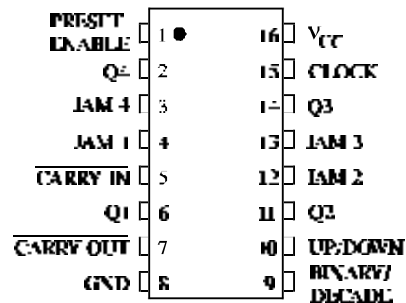 PRESET
ENABLE 1 16 VCC
Q4 2 15 CLOCK
JAM 4 3 14 Q3
JAM 1 4 13 JAM 3
CARRY IN 5 12 JAM 2
Q1 6 11 Q2
CARRY OUT 7 10 UP/DOWN
GND 8 9 BINARY/
DECADE